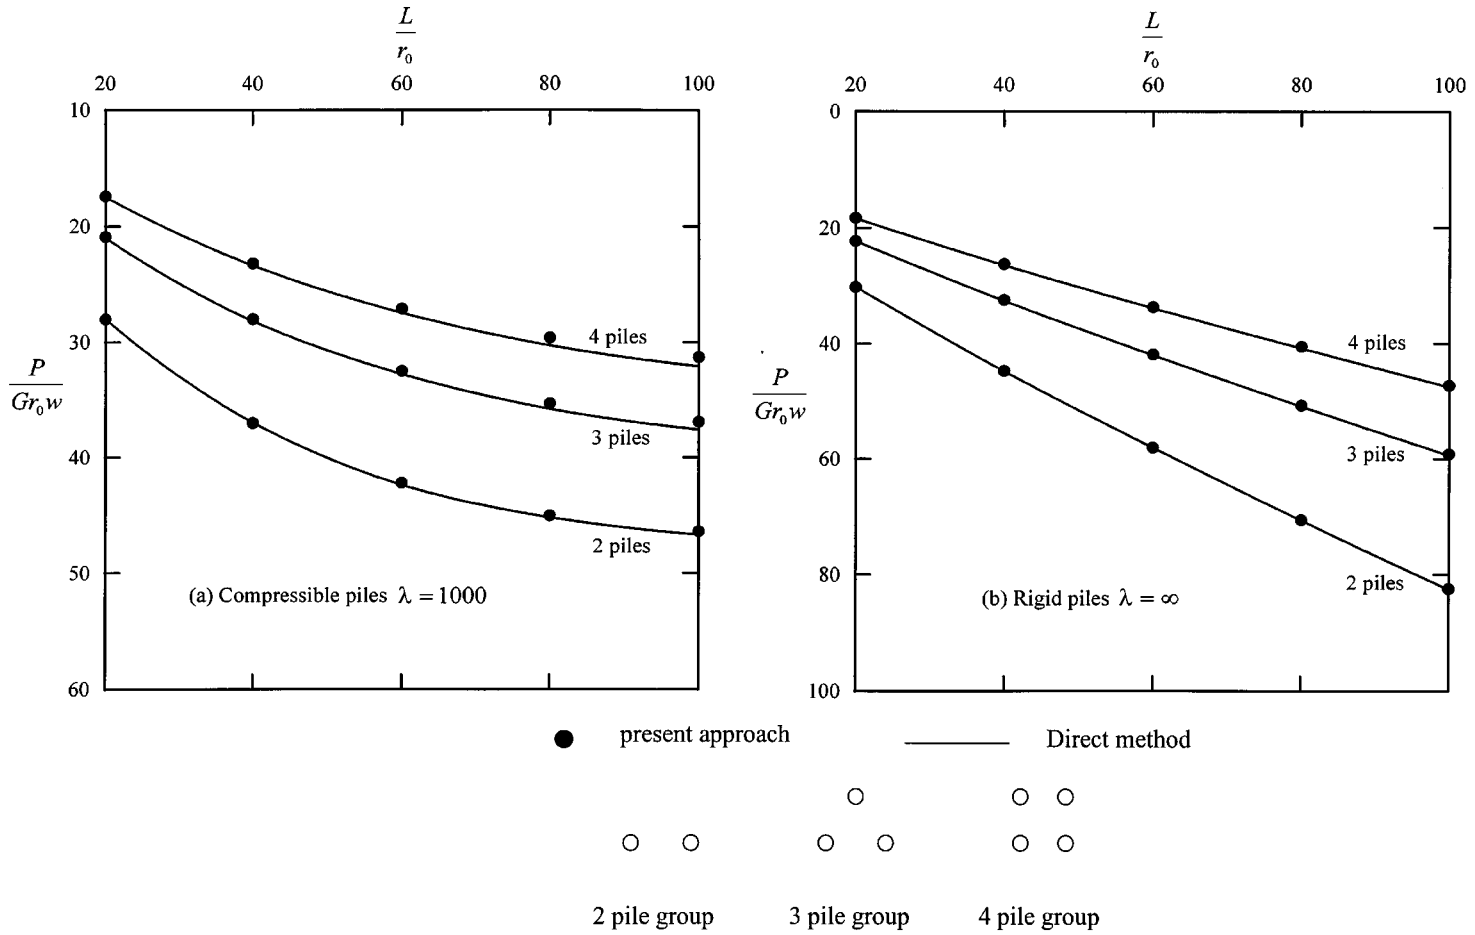 L
r₀
20 40 60 80 100
10
20
30
40
50
60
P
Gr₀w
4 piles
3 piles
2 piles
(a) Compressible piles λ = 1000
L
r₀
20 40 60 80 100
0
20
40
60
80
100
P
Gr₀w
4 piles
3 piles
2 piles
(b) Rigid piles λ = ∞
present approach
Direct method
2 pile group
3 pile group
4 pile group